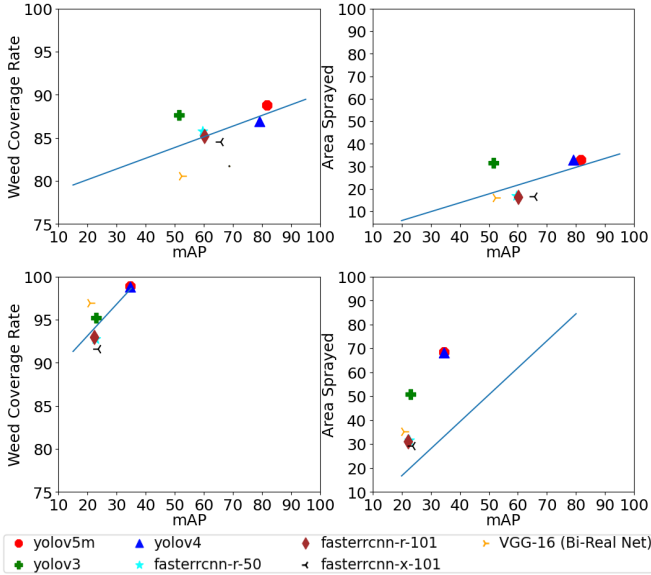 100
95
90
85
80
75
Weed Coverage Rate
10 20 30 40 50 60 70 80 90 100
mAP
100
90
80
70
60
50
40
30
20
10
Area Sprayed
10 20 30 40 50 60 70 80 90 100
mAP
100
95
90
85
80
75
Weed Coverage Rate
10 20 30 40 50 60 70 80 90 100
mAP
100
90
80
70
60
50
40
30
20
10
Area Sprayed
10 20 30 40 50 60 70 80 90 100
mAP
yolov5m yolov4 fasterrcnn-r-101 VGG-16 (Bi-Real Net)
yolov3 fasterrcnn-r-50 fasterrcnn-x-101